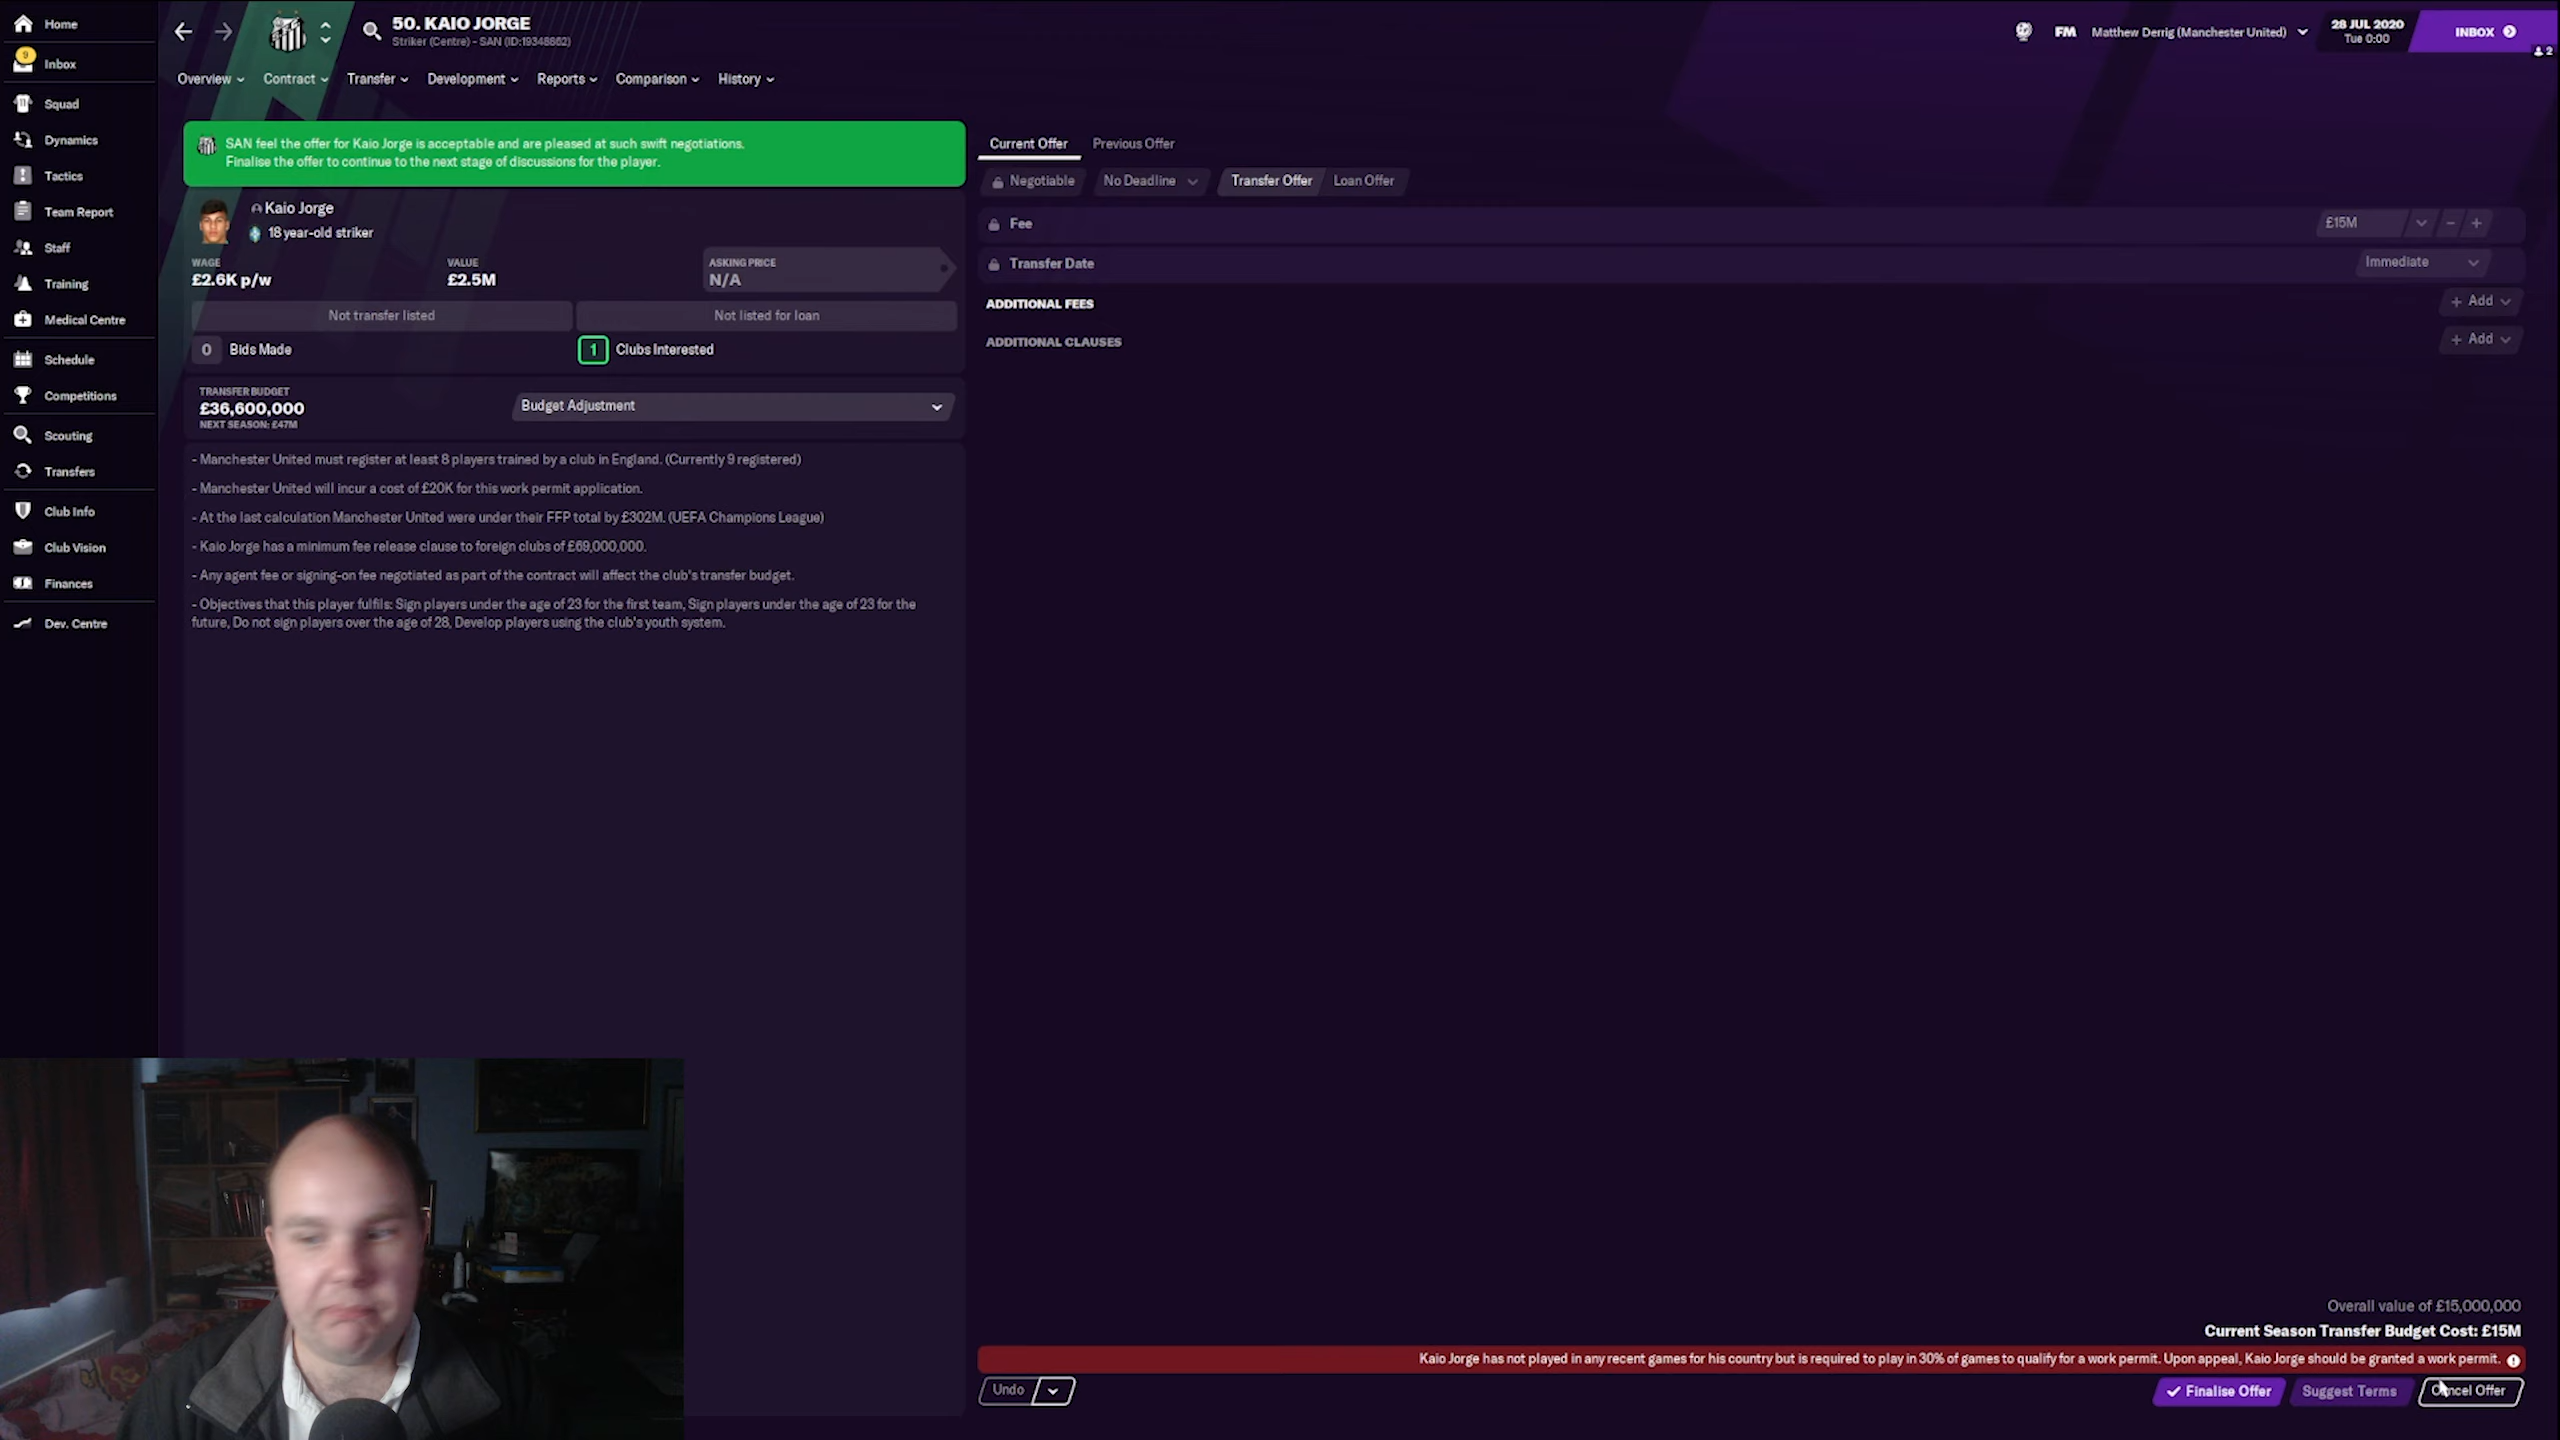 Home
Inbox
9
Squad
Dynamics
Tactics
Team Report
Staff
Training
Medical Centre
Schedule
Competitions
Scouting
Transfers
Club Info
Club Vision
Finances
Dev. Centre
50. KAIO JORGE
Striker (Centre) - SAN (ID:19348862)
FM Matthew Derrig (Manchester United)
28 JUL 2020
Tue 0:00
INBOX
2
Overview Contract Transfer Development Reports Comparison History
SAN feel the offer for Kaio Jorge is acceptable and are pleased at such swift negotiations.
Finalise the offer to continue to the next stage of discussions for the player.
Kaio Jorge
18 year-old striker
WAGE VALUE ASKING PRICE
£2.6K p/w £2.5M N/A
Not transfer listed Not listed for loan
0 Bids Made 1 Clubs Interested
TRANSFER BUDGET
£36,600,000
NEXT SEASON: £47M
Budget Adjustment
- Manchester United must register at least 8 players trained by a club in England. (Currently 9 registered)
- Manchester United will incur a cost of £20K for this work permit application.
- At the last calculation Manchester United were under their FFP total by £302M. (UEFA Champions League)
- Kaio Jorge has a minimum fee release clause to foreign clubs of £69,000,000.
- Any agent fee or signing-on fee negotiated as part of the contract will affect the club's transfer budget.
- Objectives that this player fulfils: Sign players under the age of 23 for the first team, Sign players under the age of 23 for the
future, Do not sign players over the age of 28, Develop players using the club's youth system.
Current Offer Previous Offer
Negotiable No Deadline Transfer Offer Loan Offer
Fee £15M - +
Transfer Date Immediate
ADDITIONAL FEES + Add
ADDITIONAL CLAUSES + Add
Overall value of £15,000,000
Current Season Transfer Budget Cost: £15M
Kaio Jorge has not played in any recent games for his country but is required to play in 30% of games to qualify for a work permit. Upon appeal, Kaio Jorge should be granted a work permit.
Undo Finalise Offer Suggest Terms Cancel Offer